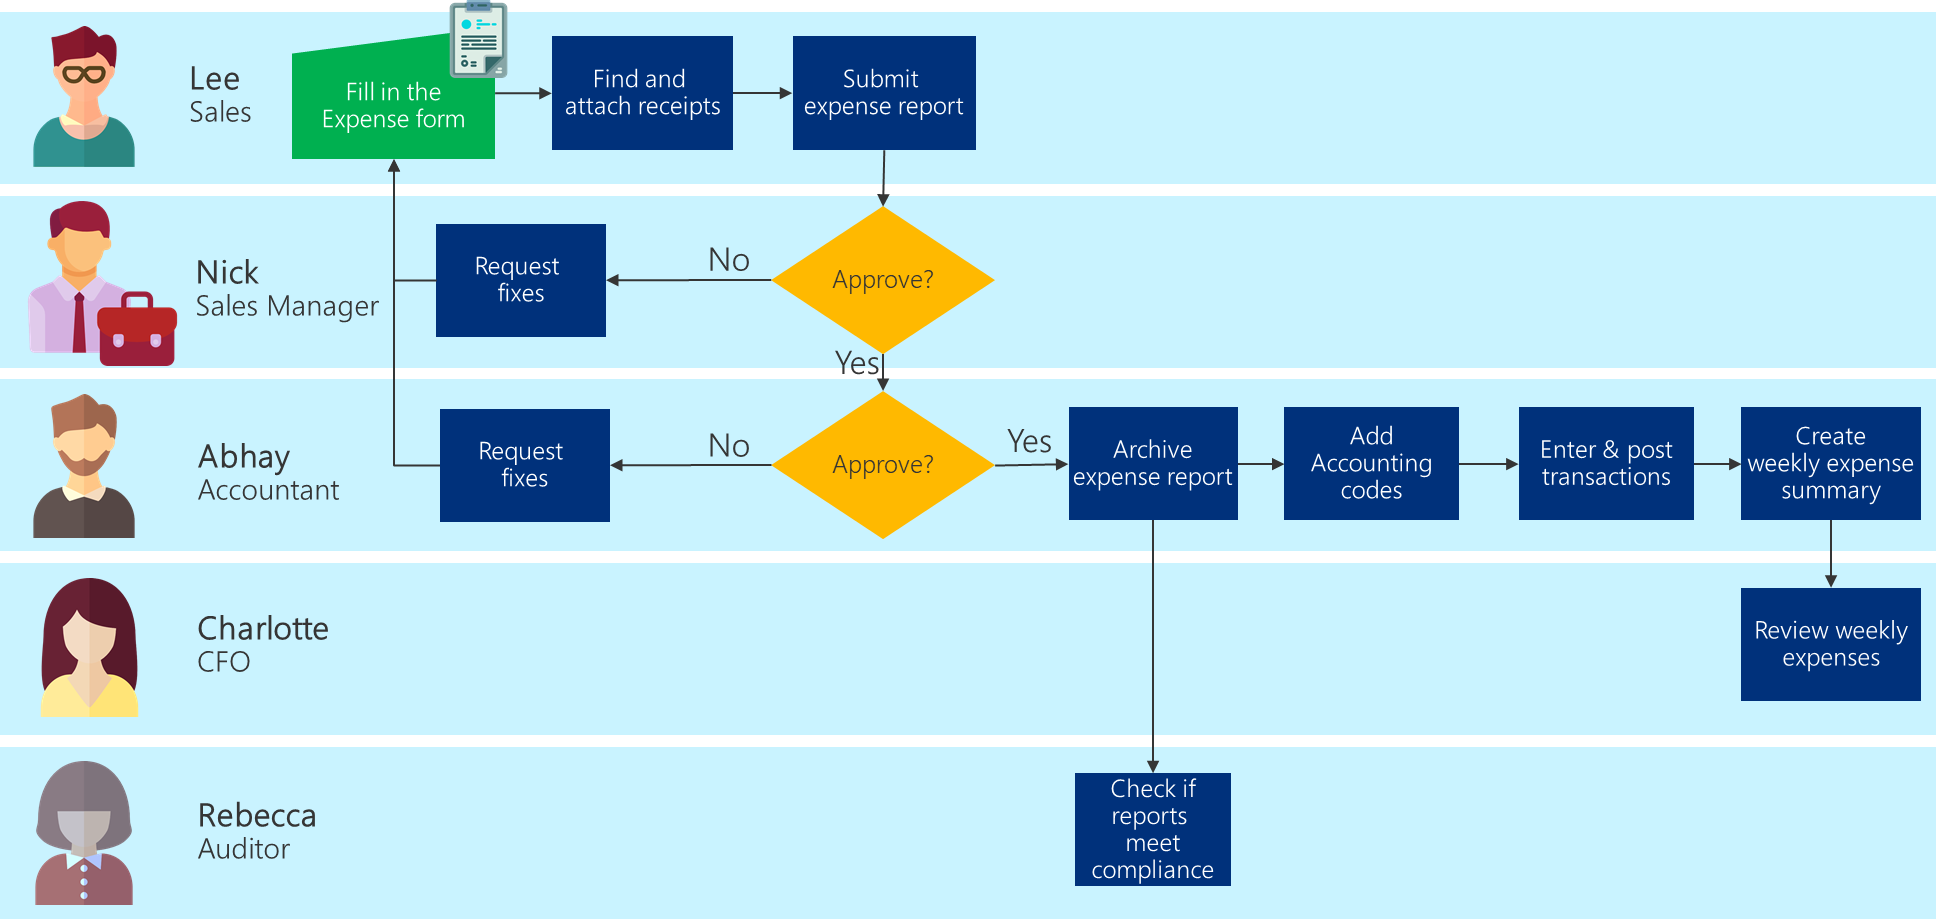 Lee
Sales
Fill in the
Expense form
Find and
attach receipts
Submit
expense report
Nick
Sales Manager
Request
fixes
No
Approve?
Yes
Abhay
Accountant
Request
fixes
No
Approve?
Yes
Archive
expense report
Add
Accounting
codes
Enter & post
transactions
Create
weekly expense
summary
Charlotte
CFO
Review weekly
expenses
Rebecca
Auditor
Check if
reports
meet
compliance